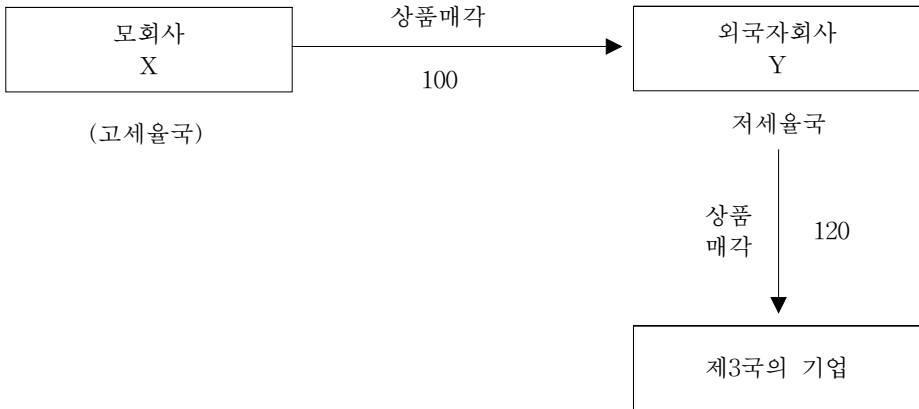 모회사
X
상품매각
100
외국자회사
Y
(고세율국)
저세율국
상품
매각
120
제3국의 기업